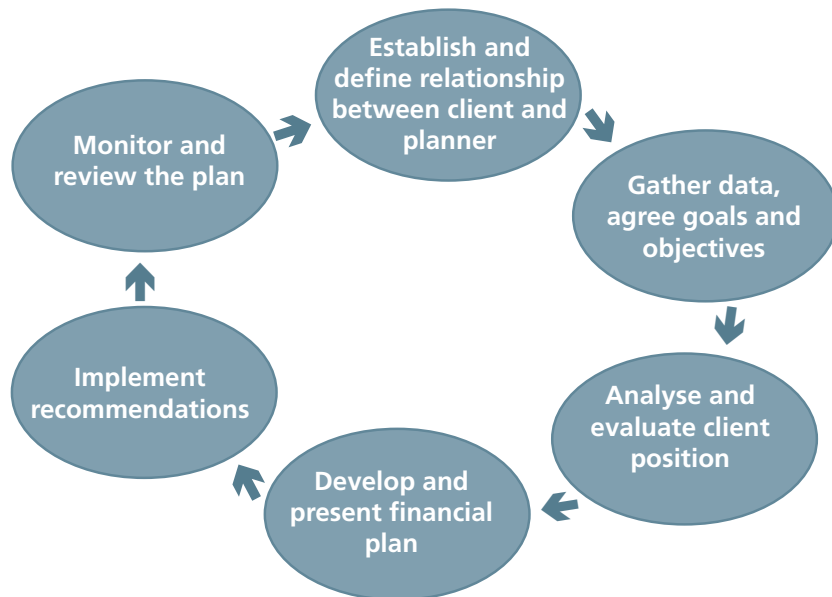 Establish and
define relationship
between client and
planner
Gather data,
agree goals and
objectives
Analyse and
evaluate client
position
Develop and
present financial
plan
Implement
recommendations
Monitor and
review the plan